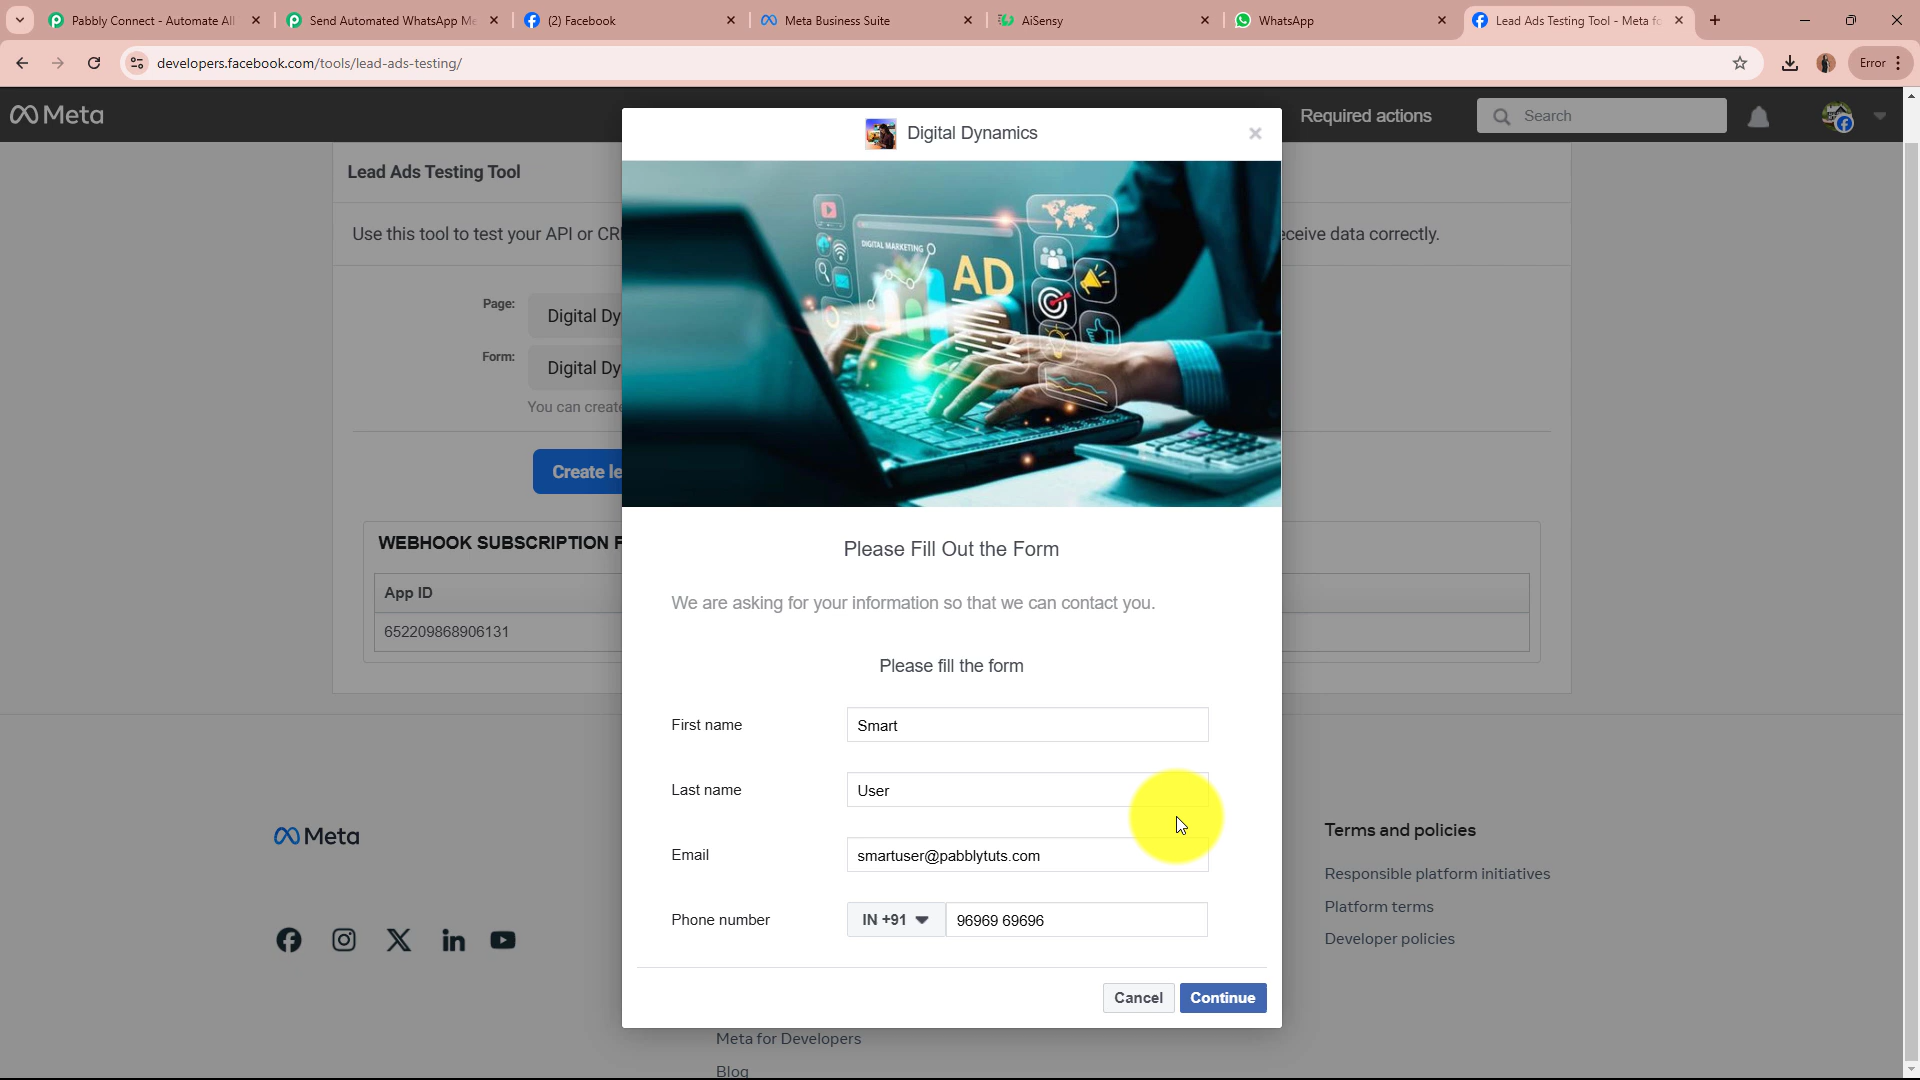 Pabbly Connect - Automate All
Send Automated WhatsApp Me
(2) Facebook
Meta Business Suite
AiSensy
WhatsApp
Lead Ads Testing Tool - Meta fo
developers.facebook.com/tools/lead-ads-testing/
Error
Meta
Required actions
Search
Digital Dynamics
Lead Ads Testing Tool
Use this tool to test your API or CR
eceive data correctly.
Page:
Digital Dy
Form:
Digital Dy
You can create
Create le
DIGITAL MARKETING
AD
WEBHOOK SUBSCRIPTION F
App ID
652209868906131
Please Fill Out the Form
We are asking for your information so that we can contact you.
Please fill the form
First name
Smart
Last name
User
Email
smartuser@pabblytuts.com
Phone number
IN +91
96969 69696
Cancel
Continue
Meta
Terms and policies
Responsible platform initiatives
Platform terms
Developer policies
Meta for Developers
Blog